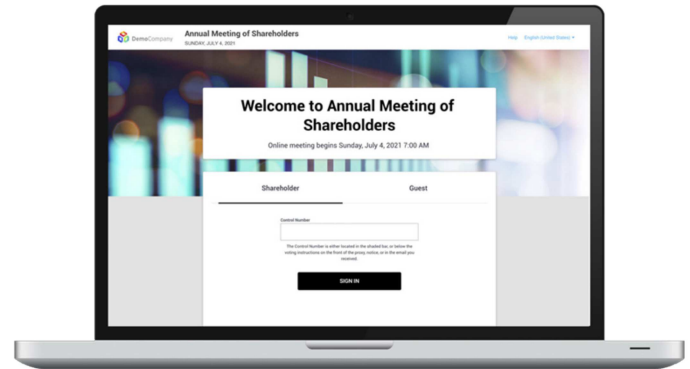 DemoCompany
Annual Meeting of Shareholders
SUNDAY, JULY 4, 2021
Help English (United States)
Welcome to Annual Meeting of
Shareholders
Online meeting begins Sunday, July 4, 2021 7:00 AM
Shareholder Guest
Control Number
The Control Number is either located in the shaded bar, or below the
voting instructions on the front of the proxy, notice, or in the email you
received.
SIGN IN